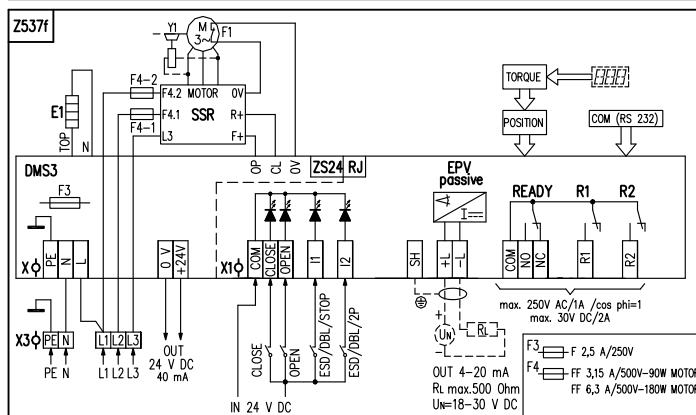 Z537f
Y1
M
3~
F1
F4-2
F4.2 MOTOR 0V
SSR
F4.1 R+
F4-1
L3 F+
E1
TOP
N
OP
CL
0V
TORQUE
POSITION
COM (RS 232)
DMS3
ZS24 RJ
EPV
passive
F3
READY R1 R2
X
PE
N
L
0 V
+24V
X1
COM
CLOSE
OPEN
I1
I2
SH
+L
-L
COM
NO
NC
R1
R2
max. 250V AC/1A /cos phi=1
max. 30V DC/2A
X3
PE N L1 L2 L3
PE N L1 L2 L3
OUT
24 V DC
40 mA
CLOSE
OPEN
ESD/DBL/STOP
ESD/DBL/2P
IN 24 V DC
+
UN
-
RL
OUT 4-20 mA
RL max.500 Ohm
UN=18-30 V DC
F3 F 2,5 A/250V
F4 FF 3,15 A/500V-90W MOTOR
FF 6,3 A/500V-180W MOTOR